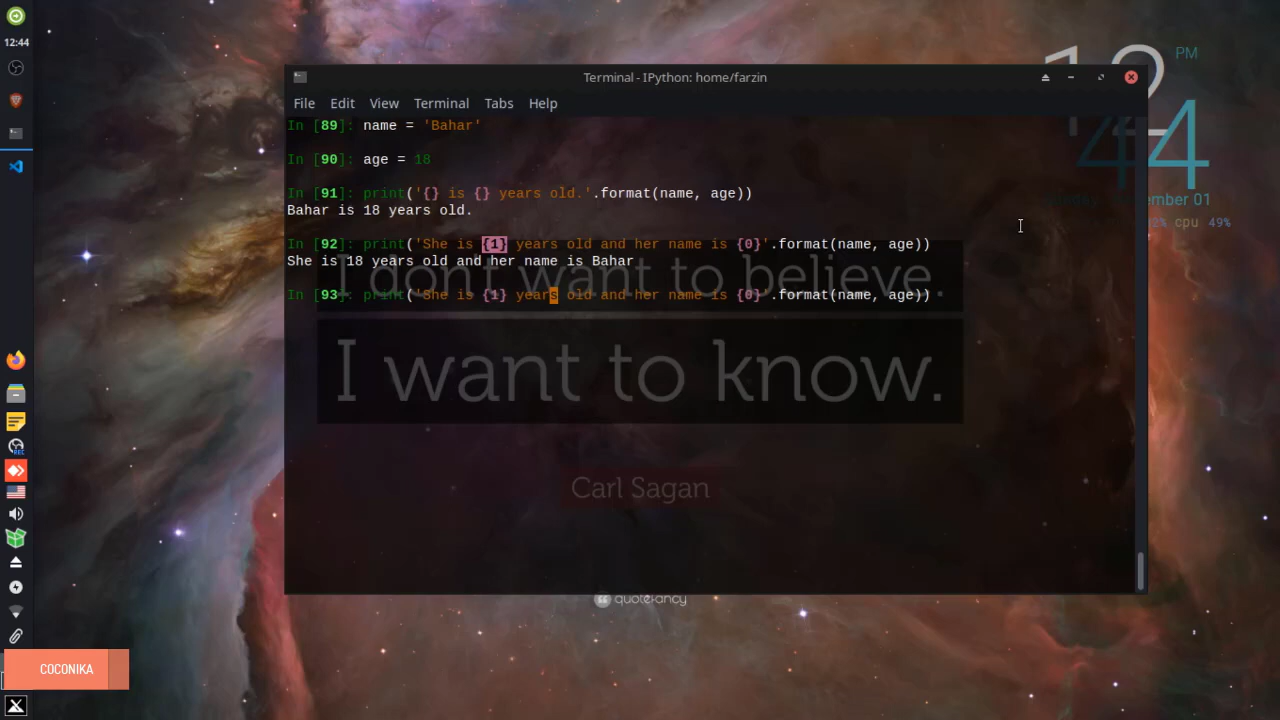 12:44
PM
44
Terminal - IPython: home/farzin
File Edit View Terminal Tabs Help
In [89]: name = 'Bahar'
In [90]: age = 18
In [91]: print('{} is {} years old.'.format(name, age))
Bahar is 18 years old.
In [92]: print('She is {1} years old and her name is {0}'.format(name, age))
She is 18 years old and her name is Bahar
In [93]: print('She is {1} years old and her name is {0}'.format(name, age))
01
cpu 49%
I don't want to believe.
I want to know.
Carl Sagan
quotefancy
REC
COCONIKA